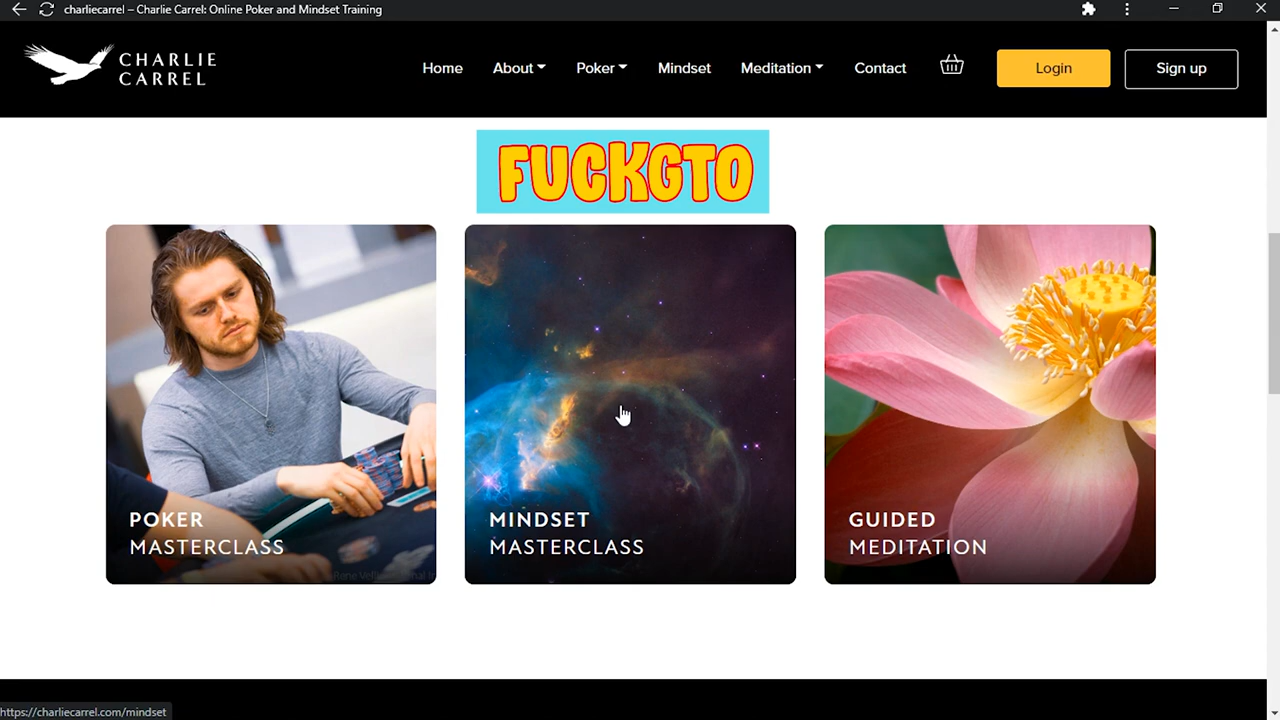 charliecarrel – Charlie Carrel: Online Poker and Mindset Training
CHARLIE
CARREL
Home
About
Poker
Mindset
Meditation
Contact
Login
Sign up
FUCKGTO
POKER
MASTERCLASS
MINDSET
MASTERCLASS
GUIDED
MEDITATION
https://charliecarrel.com/mindset